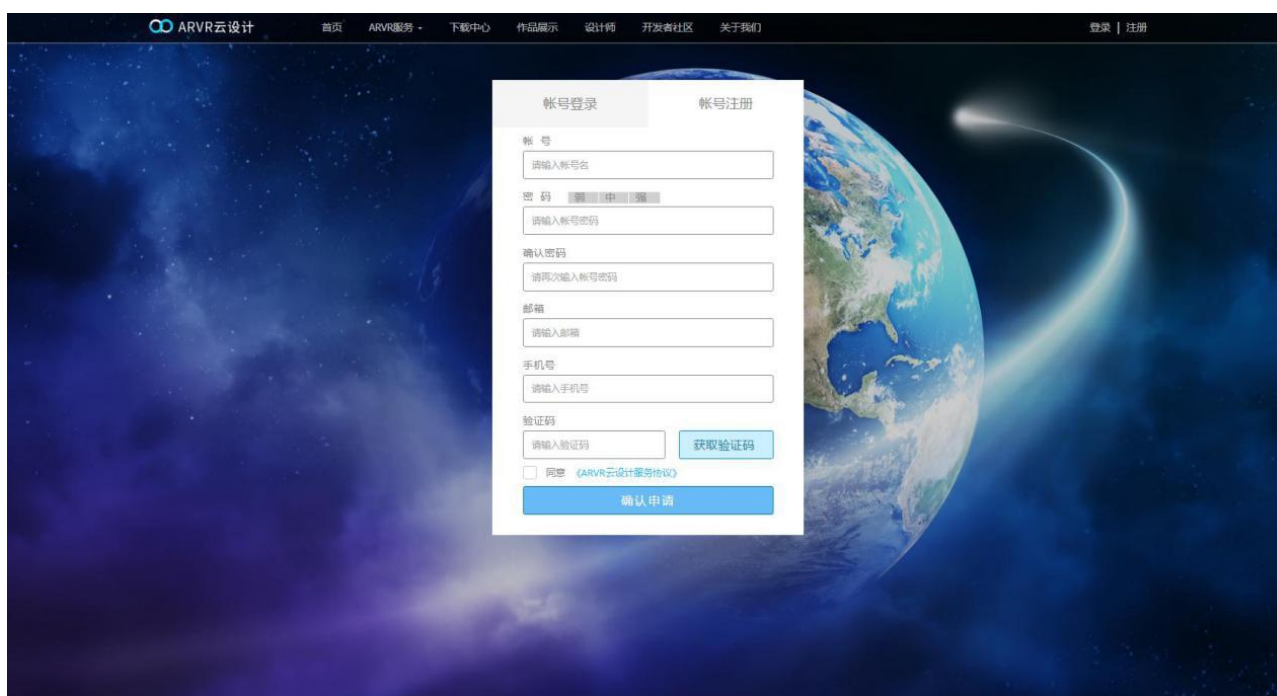 ARVR云设计 首页 ARVR服务 下载中心 作品展示 设计师 开发者社区 关于我们 登录 | 注册
帐号登录 帐号注册
帐 号
请输入帐号名
密 码 弱 中 强
请输入帐号密码
确认密码
请再次输入帐号密码
邮箱
请输入邮箱
手机号
请输入手机号
验证码
请输入验证码 获取验证码
同意 《ARVR云设计服务协议》
确认申请